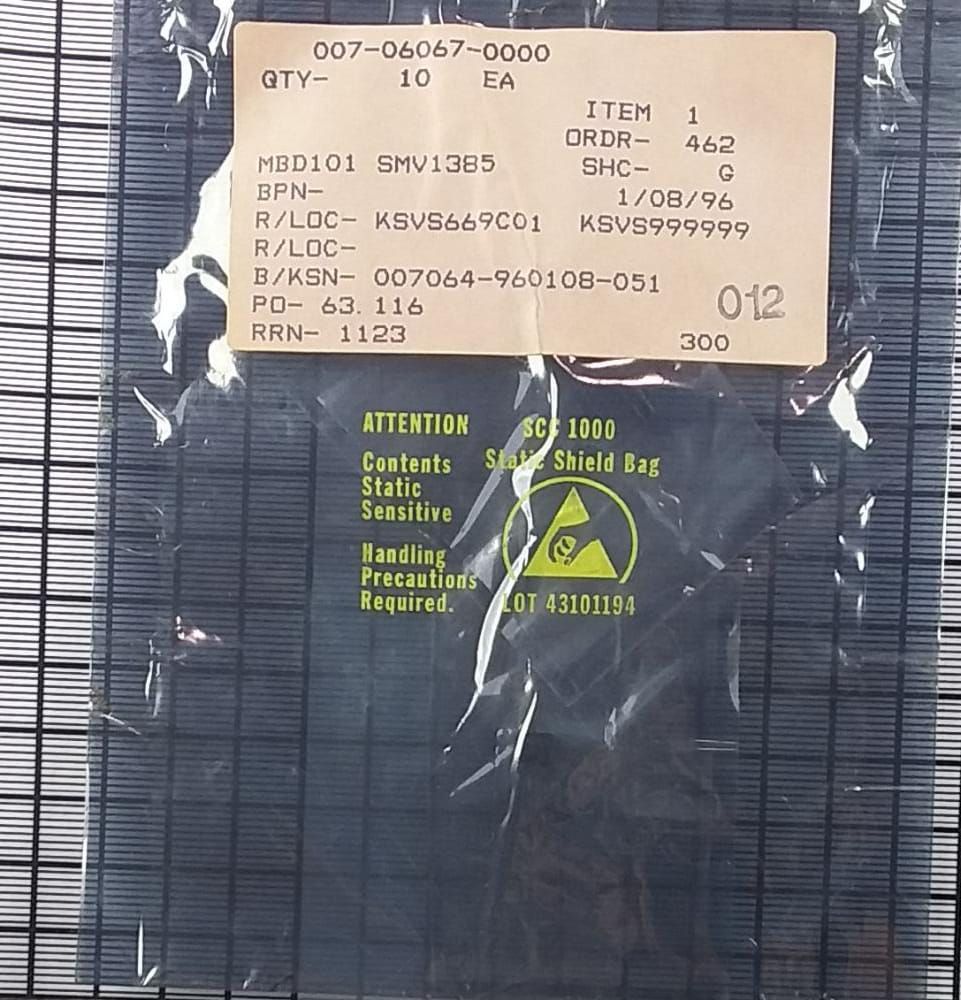 007-06067-0000
QTY- 10 EA
ITEM 1
ORDR- 462
MBD101 SMV1385 SHC- G
BPN- 1/08/96
R/LOC- KSVS669C01 KSVS999999
R/LOC-
B/KSN- 007064-960108-051
012
PO- 63.116
RRN- 1123 300
ATTENTION
Contents
Static
Sensitive
Handling
Precautions
Required.
SCC 1000
Static Shield Bag
LOT 43101194